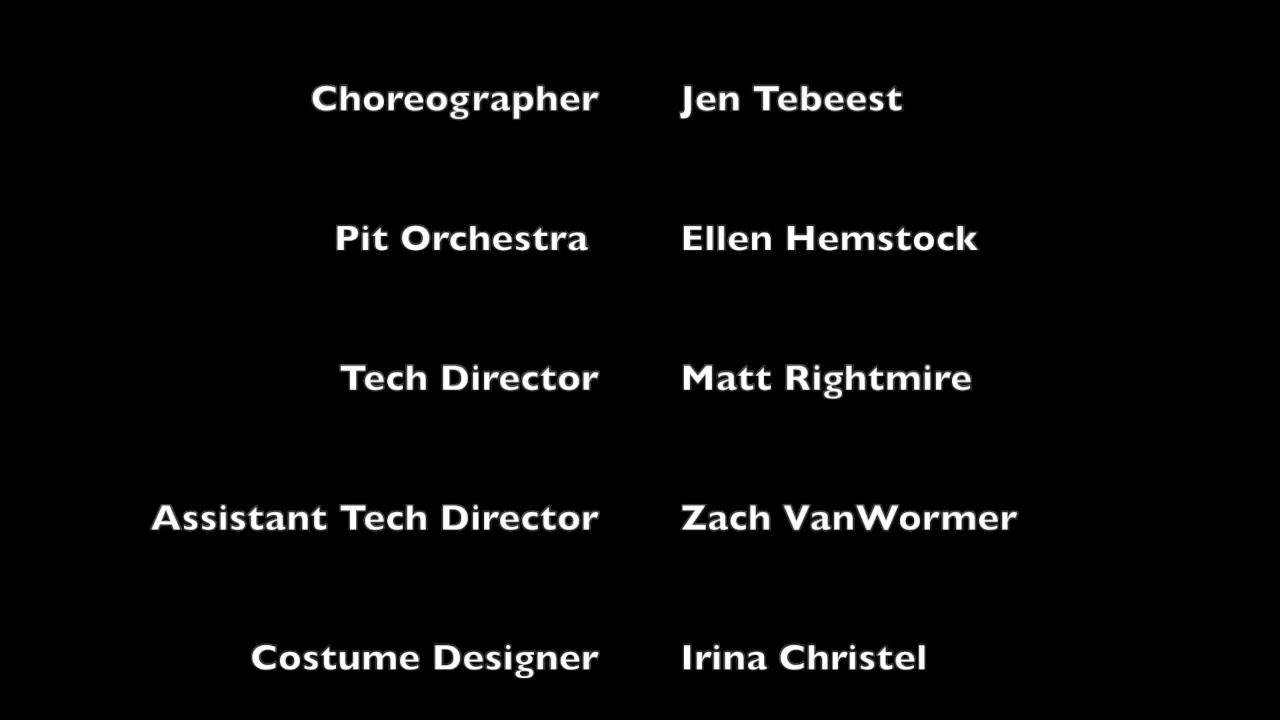 Choreographer Jen Tebeest
Pit Orchestra Ellen Hemstock
Tech Director Matt Rightmire
Assistant Tech Director Zach VanWormer
Costume Designer Irina Christel